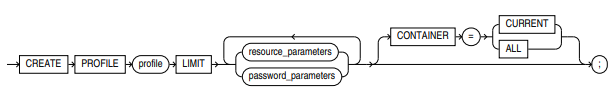 CREATE PROFILE profile LIMIT resource_parameters password_parameters CONTAINER = CURRENT ALL ;